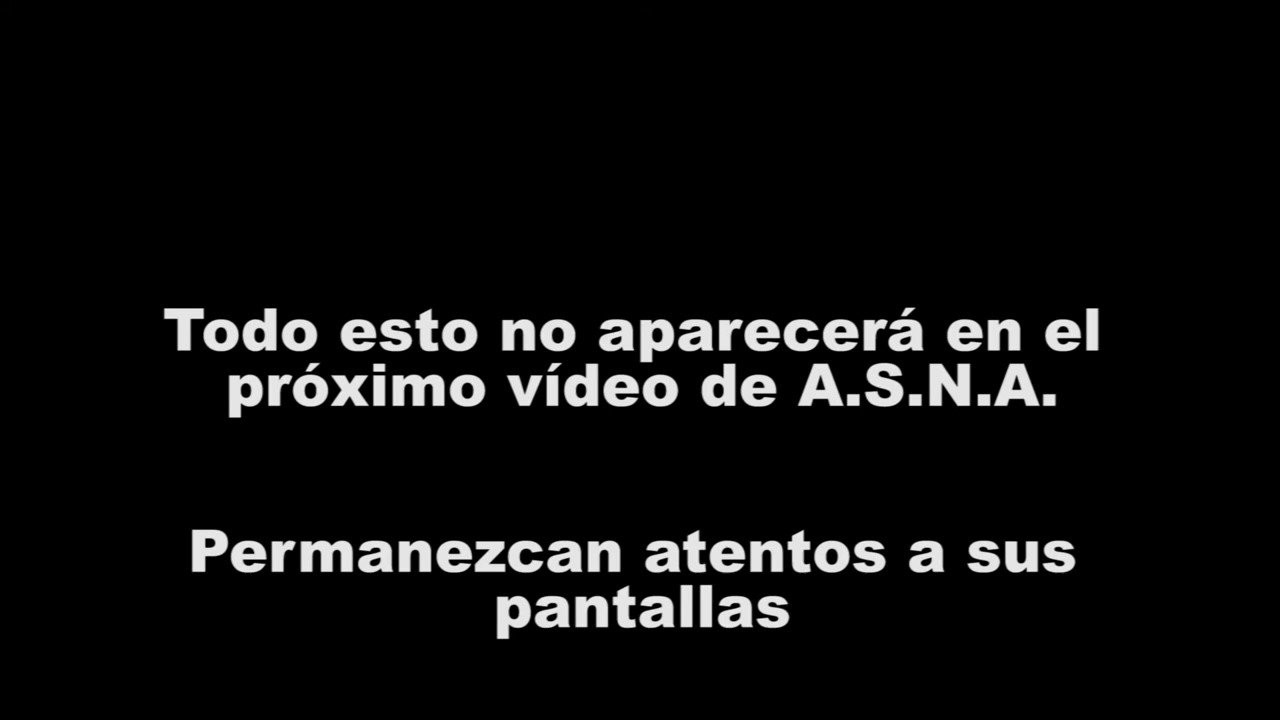 Todo esto no aparecerá en el
próximo vídeo de A.S.N.A.
Permanezcan atentos a sus
pantallas